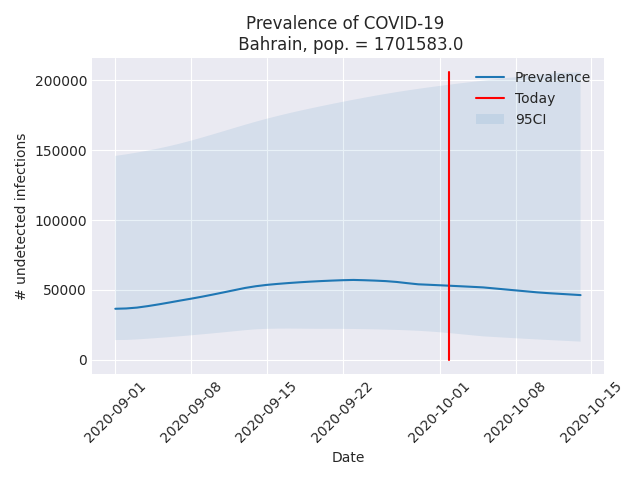 Prevalence of COVID-19
Bahrain, pop. = 1701583.0
Prevalence
Today
95CI
# undetected infections
200000
150000
100000
50000
0
2020-09-01
2020-09-08
2020-09-15
2020-09-22
2020-10-01
2020-10-08
2020-10-15
Date